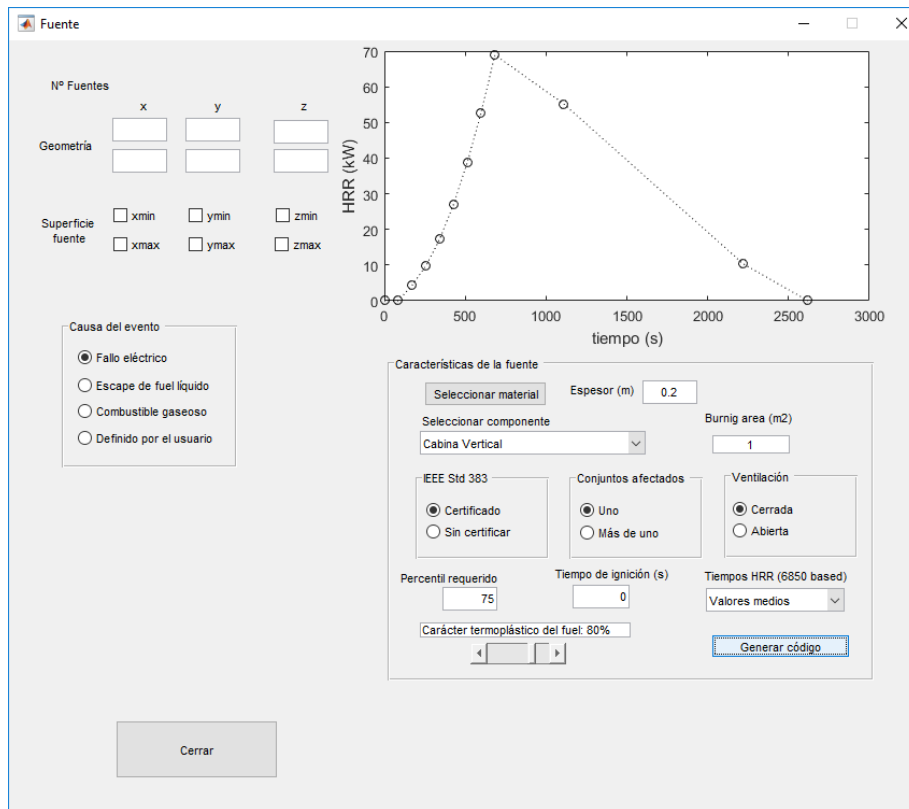 Fuente
Nº Fuentes
x y z
Geometría
Superficie
fuente
xmin ymin zmin
xmax ymax zmax
70
60
50
40
30
20
10
0
HRR (kW)
0 500 1000 1500 2000 2500 3000
tiempo (s)
Causa del evento
Fallo eléctrico
Escape de fuel líquido
Combustible gaseoso
Definido por el usuario
Características de la fuente
Seleccionar material
Espesor (m) 0.2
Seleccionar componente
Cabina Vertical
Burnig area (m2)
1
IEEE Std 383
Certificado
Sin certificar
Conjuntos afectados
Uno
Más de uno
Ventilación
Cerrada
Abierta
Percentil requerido
75
Tiempo de ignición (s)
0
Tiempos HRR (6850 based)
Valores medios
Carácter termoplástico del fuel: 80%
Generar código
Cerrar